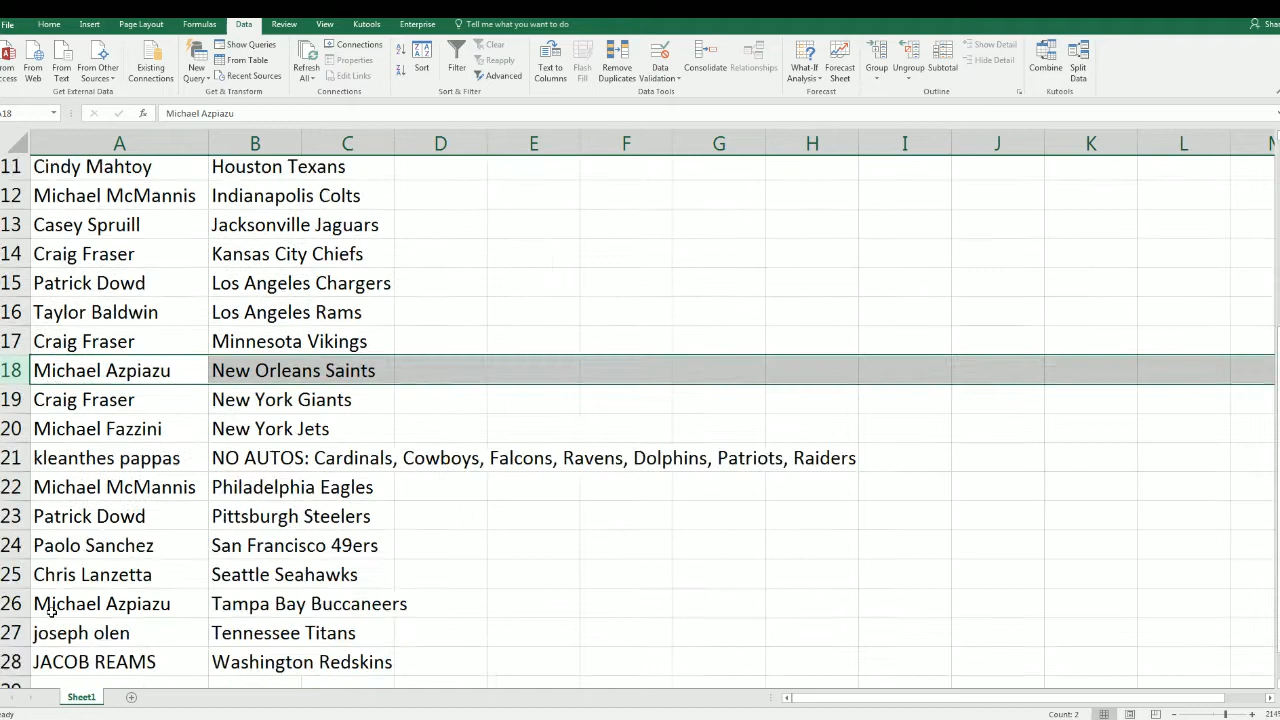 File Home Insert Page Layout Formulas Data Review View Kutools Enterprise Tell me what you want to do
From From From From Other Existing New Show Queries Refresh Connections Sort Filter Clear Text to Flash Remove Data Consolidate Relationships What-If Forecast Group Ungroup Subtotal Show Detail Combine Split
Access Web Text Sources Connections Query From Table All Properties Reapply Columns Fill Duplicates Validation Analysis Sheet Hide Detail Data
Recent Sources Edit Links Advanced
Get External Data Get & Transform Connections Sort & Filter Data Tools Forecast Outline Kutools
A18 fx Michael Azpiazu
A B C D E F G H I J K L
11 Cindy Mahtoy Houston Texans
12 Michael McMannis Indianapolis Colts
13 Casey Spruill Jacksonville Jaguars
14 Craig Fraser Kansas City Chiefs
15 Patrick Dowd Los Angeles Chargers
16 Taylor Baldwin Los Angeles Rams
17 Craig Fraser Minnesota Vikings
18 Michael Azpiazu New Orleans Saints
19 Craig Fraser New York Giants
20 Michael Fazzini New York Jets
21 kleanthes pappas NO AUTOS: Cardinals, Cowboys, Falcons, Ravens, Dolphins, Patriots, Raiders
22 Michael McMannis Philadelphia Eagles
23 Patrick Dowd Pittsburgh Steelers
24 Paolo Sanchez San Francisco 49ers
25 Chris Lanzetta Seattle Seahawks
26 Michael Azpiazu Tampa Bay Buccaneers
27 joseph olen Tennessee Titans
28 JACOB REAMS Washington Redskins
Sheet1
Count: 2